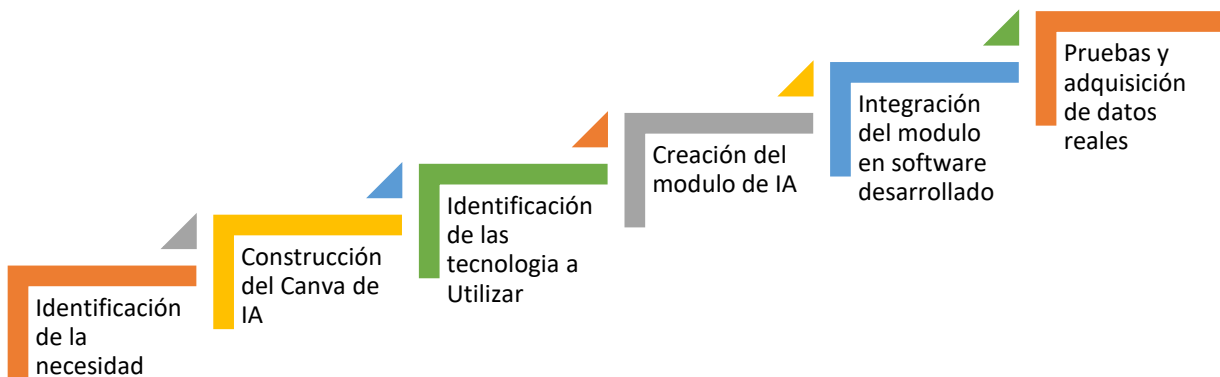 Identificación
de la
necesidad
Construcción
del Canva de
IA
Identificación
de las
tecnologia a
Utilizar
Creación del
modulo de IA
Integración
del modulo
en software
desarrollado
Pruebas y
adquisición
de datos
reales